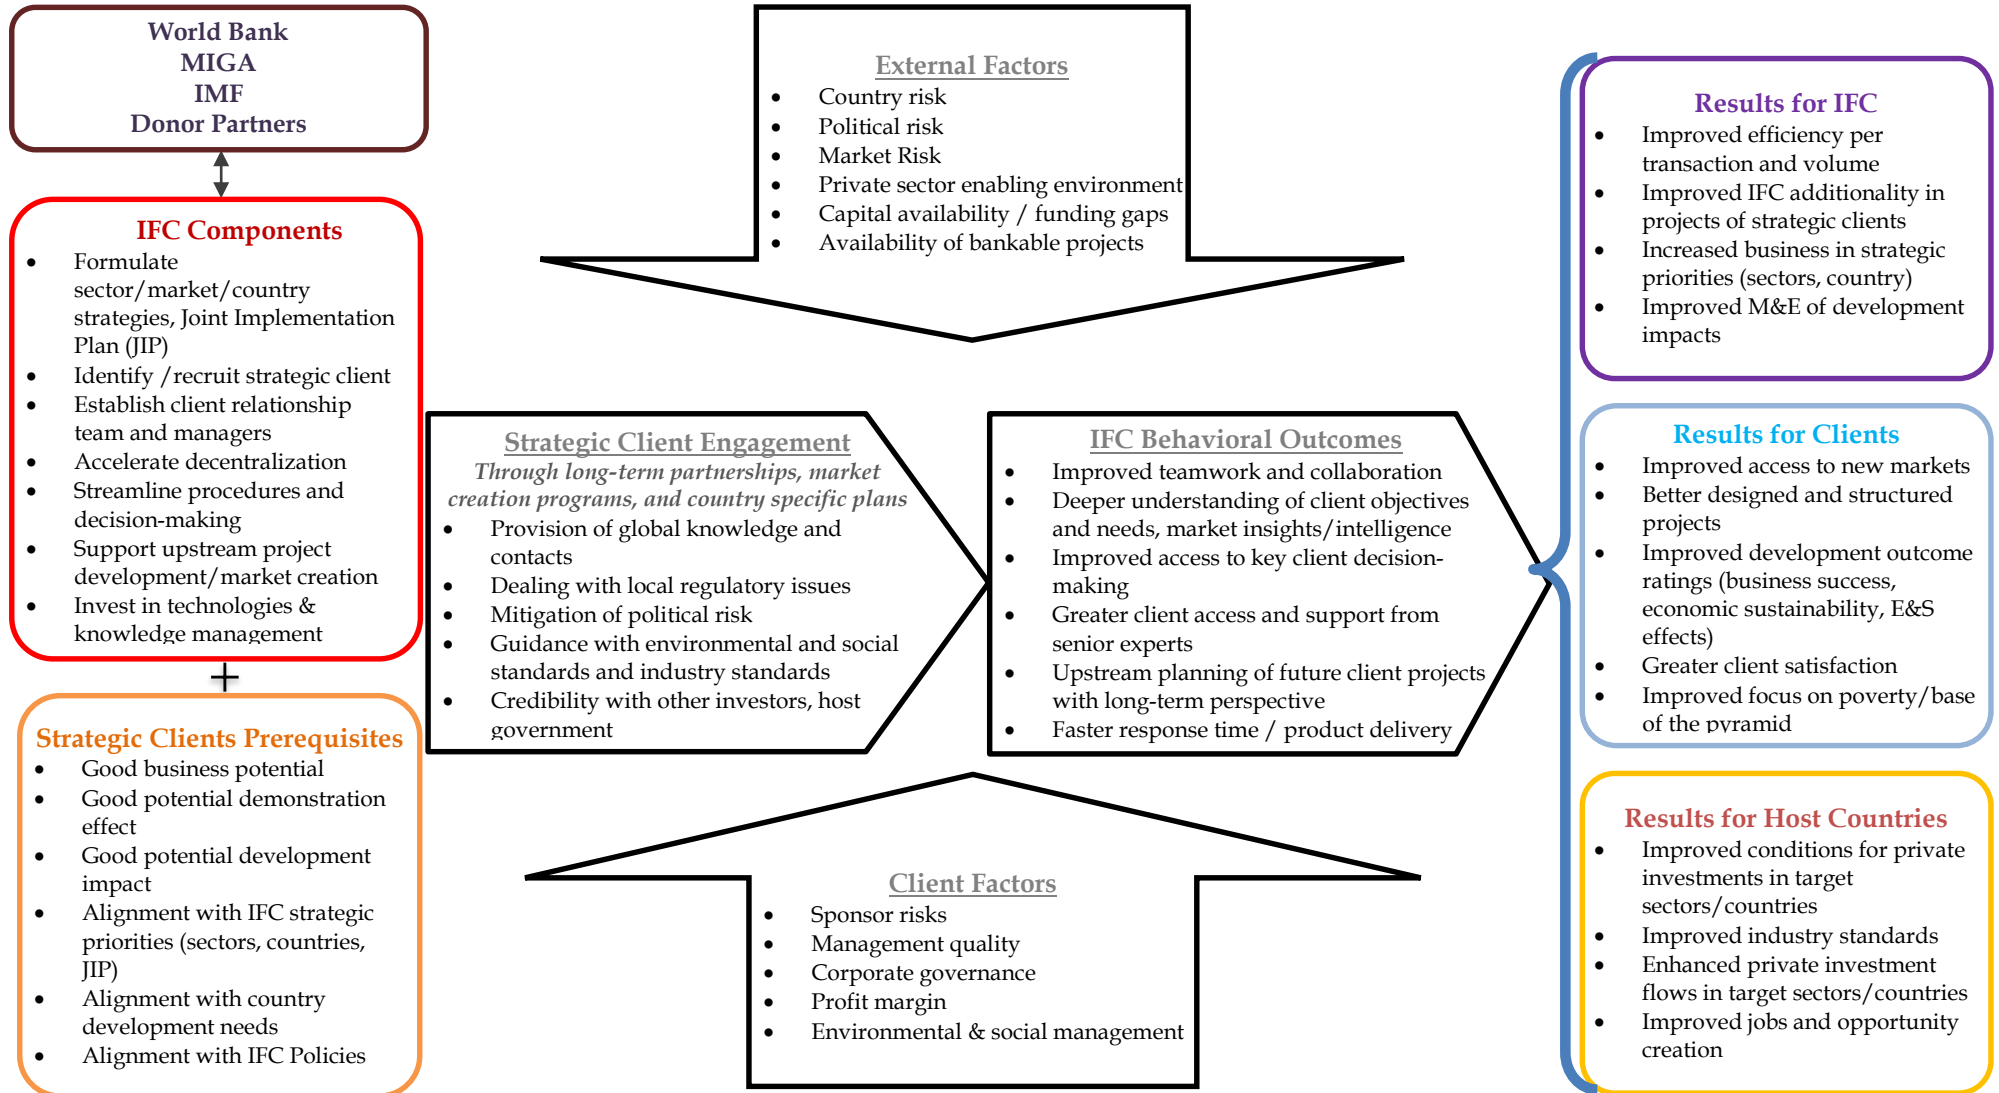 World Bank
MIGA
IMF
Donor Partners
IFC Components
• Formulate
sector/market/country
strategies, Joint Implementation
Plan (JIP)
• Identify /recruit strategic client
• Establish client relationship
team and managers
• Accelerate decentralization
• Streamline procedures and
decision-making
• Support upstream project
development/market creation
• Invest in technologies &
knowledge management
+
Strategic Clients Prerequisites
• Good business potential
• Good potential demonstration
effect
• Good potential development
impact
• Alignment with IFC strategic
priorities (sectors, countries,
JIP)
• Alignment with country
development needs
• Alignment with IFC Policies
External Factors
• Country risk
• Political risk
• Market Risk
• Private sector enabling environment
• Capital availability / funding gaps
• Availability of bankable projects
Strategic Client Engagement
Through long-term partnerships, market
creation programs, and country specific plans
• Provision of global knowledge and
contacts
• Dealing with local regulatory issues
• Mitigation of political risk
• Guidance with environmental and social
standards and industry standards
• Credibility with other investors, host
government
IFC Behavioral Outcomes
• Improved teamwork and collaboration
• Deeper understanding of client objectives
and needs, market insights/intelligence
• Improved access to key client decision-
making
• Greater client access and support from
senior experts
• Upstream planning of future client projects
with long-term perspective
• Faster response time / product delivery
Client Factors
• Sponsor risks
• Management quality
• Corporate governance
• Profit margin
• Environmental & social management
Results for IFC
• Improved efficiency per
transaction and volume
• Improved IFC additionality in
projects of strategic clients
• Increased business in strategic
priorities (sectors, country)
• Improved M&E of development
impacts
Results for Clients
• Improved access to new markets
• Better designed and structured
projects
• Improved development outcome
ratings (business success,
economic sustainability, E&S
effects)
• Greater client satisfaction
• Improved focus on poverty/base
of the pyramid
Results for Host Countries
• Improved conditions for private
investments in target
sectors/countries
• Improved industry standards
• Enhanced private investment
flows in target sectors/countries
• Improved jobs and opportunity
creation